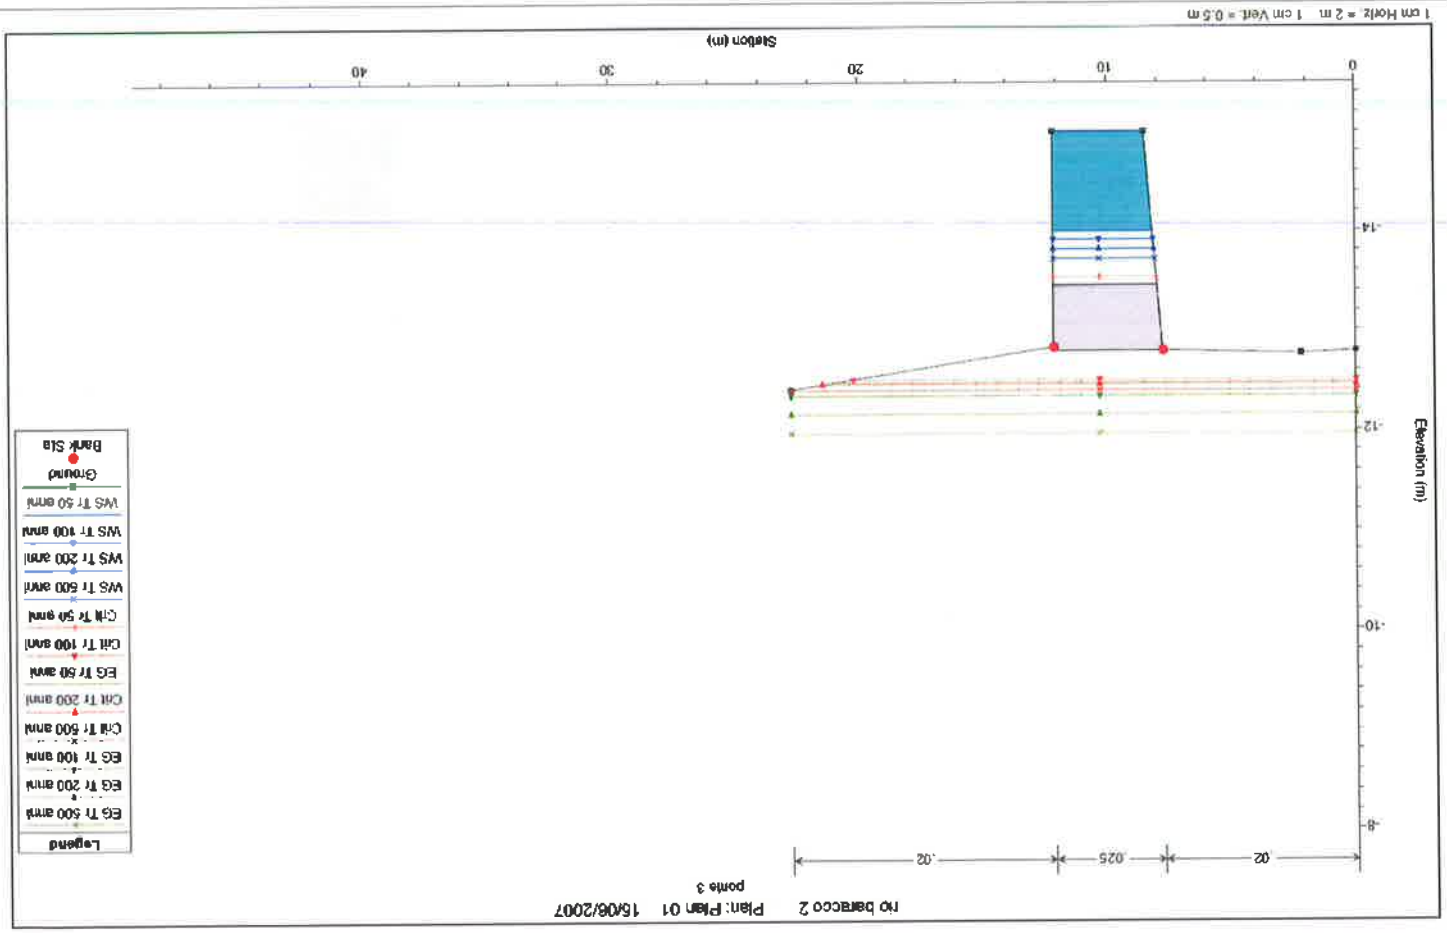 rio baracco 2 Plan: Plan 01 15/06/2007
ponte 3
.02
.025
.02
Legend
EG Tr 500 anni
EG Tr 200 anni
EG Tr 100 anni
Crit Tr 500 anni
Crit Tr 200 anni
EG Tr 50 anni
Crit Tr 100 anni
Crit Tr 50 anni
WS Tr 500 anni
WS Tr 200 anni
WS Tr 100 anni
WS Tr 50 anni
Ground
Bank Sta
Elevation (m)
-8
-10
-12
-14
0
10
20
30
40
Station (m)
1 cm Horiz. = 2 m 1 cm Vert. = 0.5 m